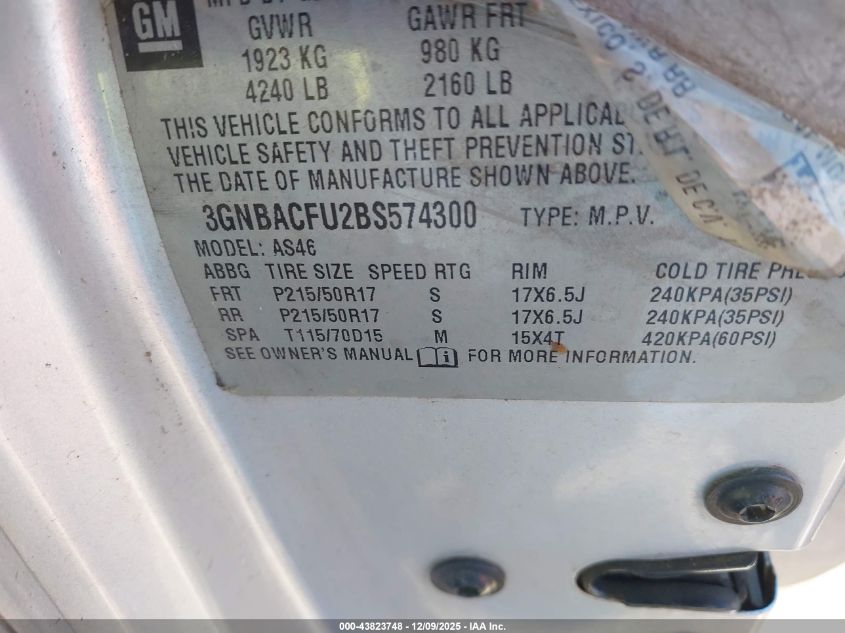 GM
GVWR GAWR FRT
1923 KG 980 KG
4240 LB 2160 LB
THIS VEHICLE CONFORMS TO ALL
VEHICLE SAFETY AND THEFT PREVENTION
THE DATE OF MANUFACTURE SHOWN ABOVE.
3GNBACFU2BS574300 TYPE: M.P.V.
MODEL: AS46
ABBG TIRE SIZE SPEED RTG RIM COLD TIRE
FRT P215/50R17 S 17X6.5J 240KPA(35PSI)
RR P215/50R17 S 17X6.5J 240KPA(35PSI)
SPA T115/70D15 M 15X4T 420KPA(60PSI)
SEE OWNER'S MANUAL FOR MORE INFORMATION.
000-43823748 - 12/09/2025 - IAA Inc.